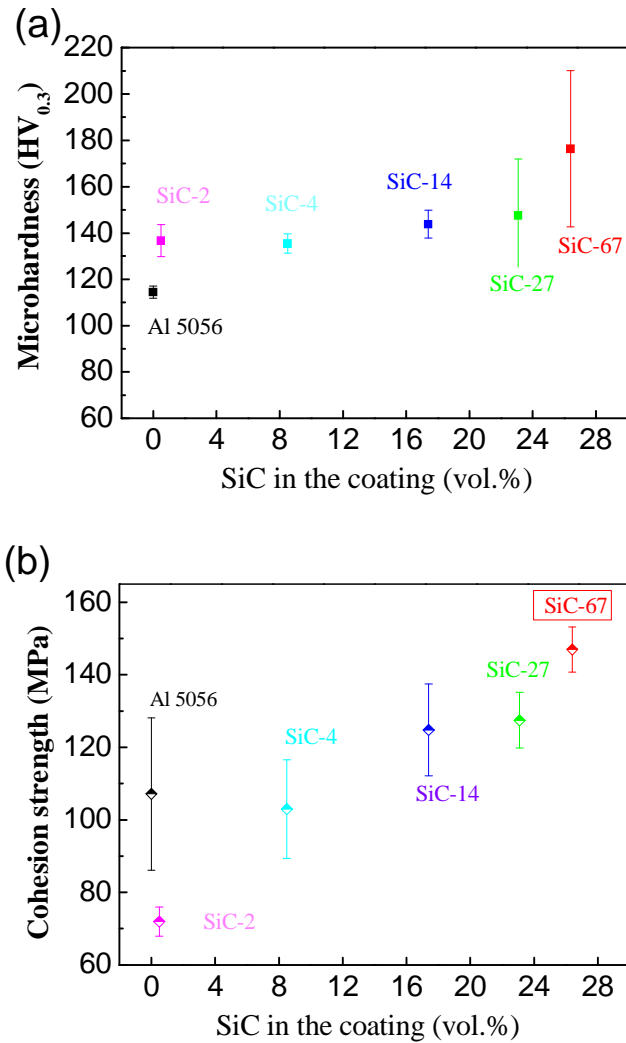 (a)
220
200
180
160
140
120
100
80
60
Microhardness (HV0.3)
SiC-2
SiC-4
SiC-14
SiC-67
SiC-27
Al 5056
0 4 8 12 16 20 24 28
SiC in the coating (vol.%)
(b)
160
140
120
100
80
60
Cohesion strength (MPa)
SiC-67
Al 5056
SiC-27
SiC-4
SiC-14
SiC-2
0 4 8 12 16 20 24 28
SiC in the coating (vol.%)